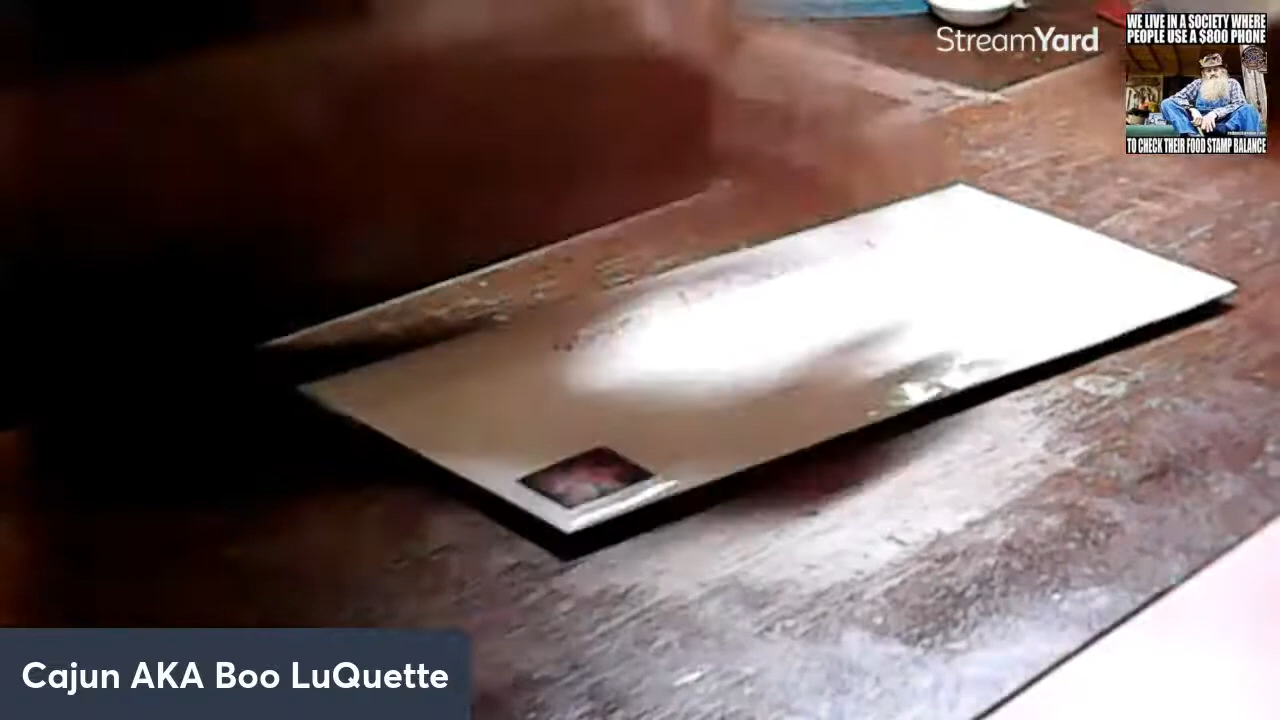 StreamYard
WE LIVE IN A SOCIETY WHERE
PEOPLE USE A $800 PHONE
TO CHECK THEIR FOOD STAMP BALANCE
Cajun AKA Boo LuQuette